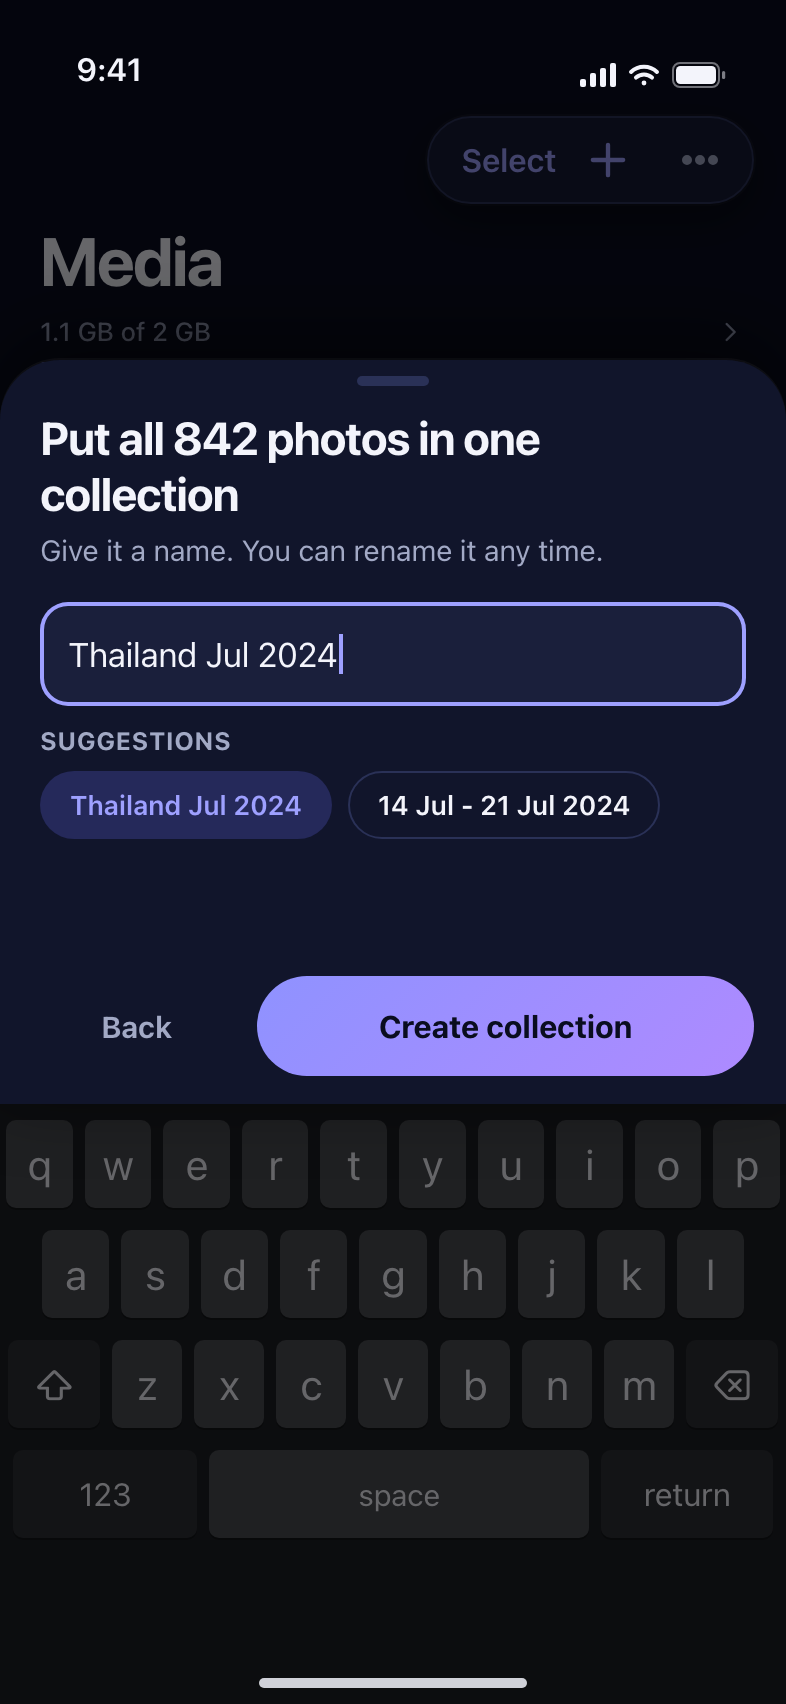 9:41
Select
Media
1.1 GB of 2 GB
Put all 842 photos in one
collection
Give it a name. You can rename it any time.
Thailand Jul 2024
SUGGESTIONS
Thailand Jul 2024
14 Jul - 21 Jul 2024
Back
Create collection
q w e r t y u i o p
a s d f g h j k l
z x c v b n m
123 space return